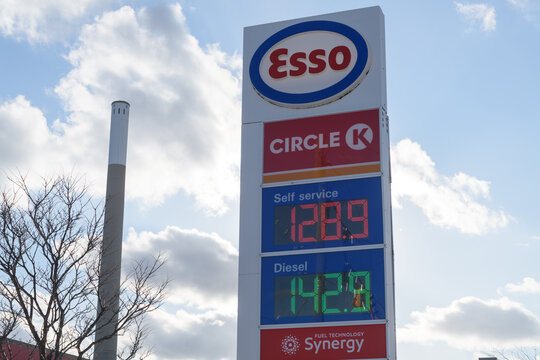 Esso
CIRCLE K
Self service
128.9
Diesel
142.9
FUEL TECHNOLOGY
Synergy